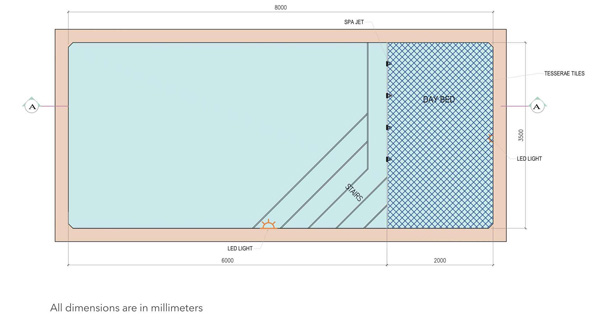 8000
SPA JET
TESSERAE TILES
DAY BED
A
A
3500
LED LIGHT
STAIRS
LED LIGHT
6000
2000
All dimensions are in millimeters